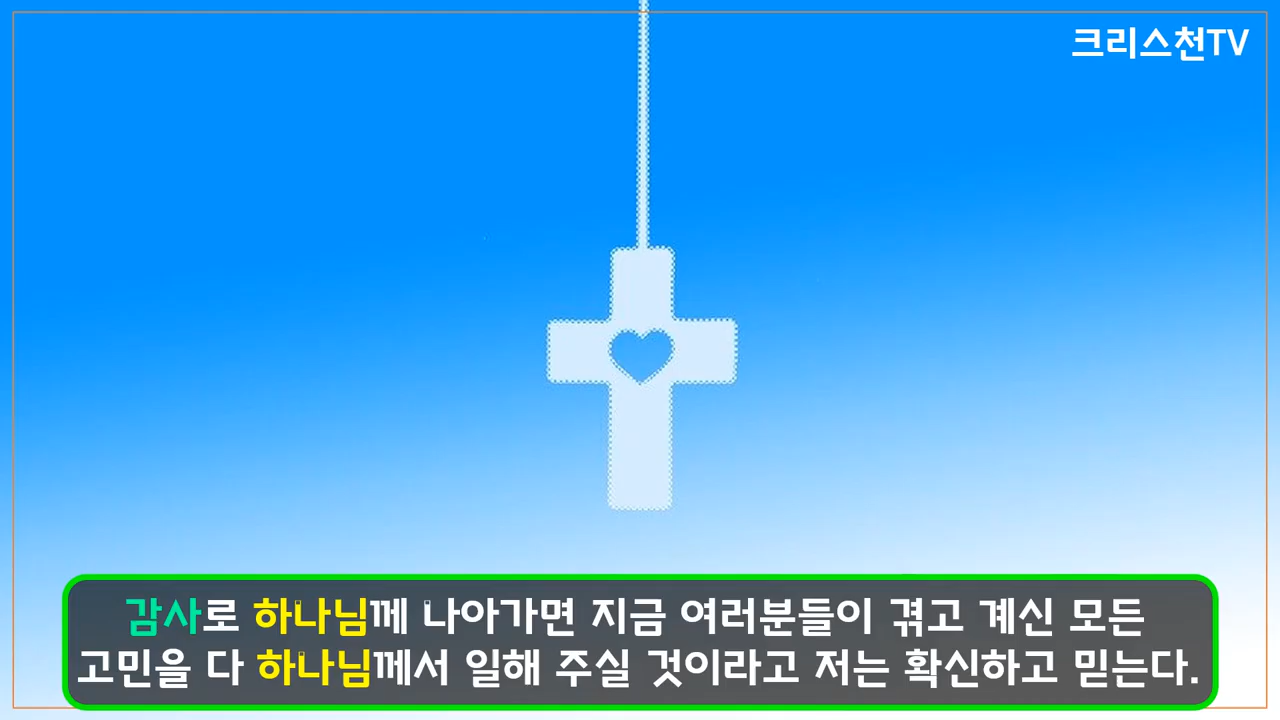 크리스천TV
감사로 하나님께 나아가면 지금 여러분들이 겪고 계신 모든
고민을 다 하나님께서 일해 주실 것이라고 저는 확신하고 믿는다.